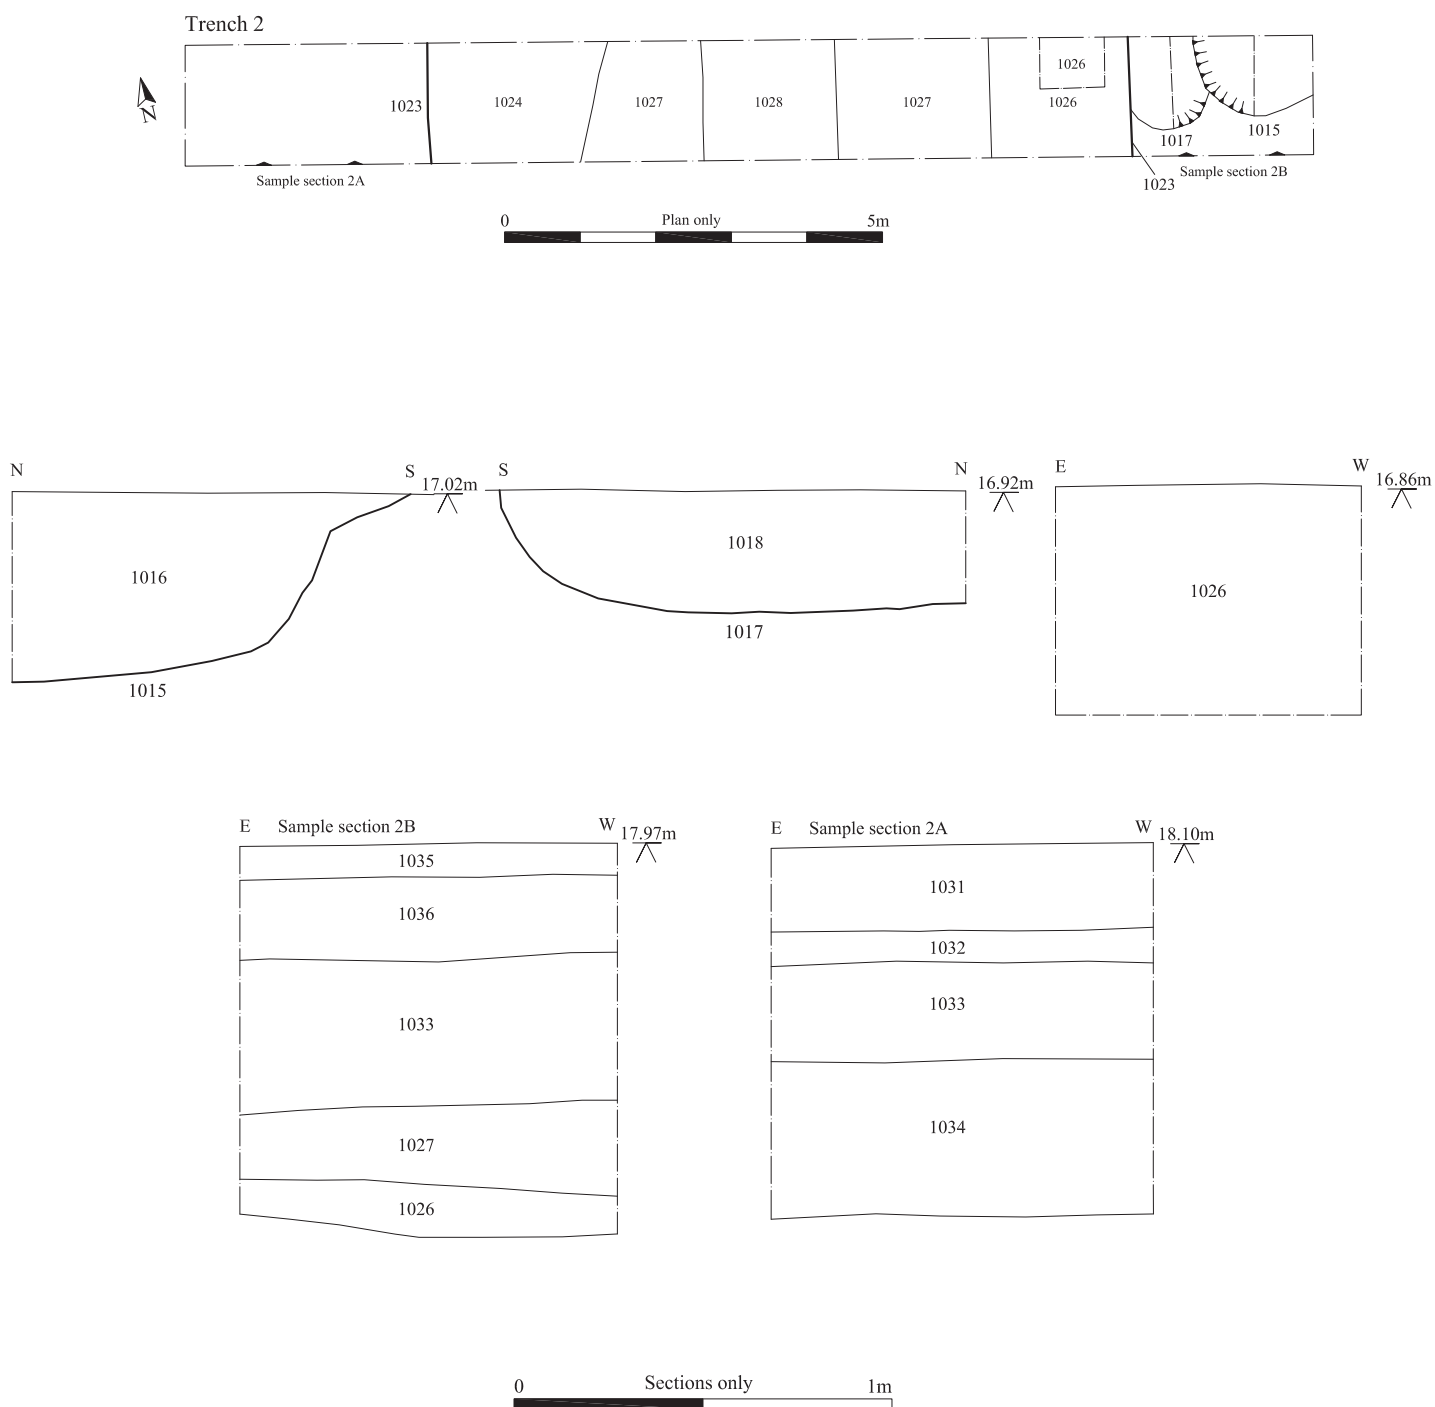 Trench 2
N
1023 1024 1027 1028 1027 1026 1026 1017 1015
1023
Sample section 2A
Sample section 2B
0 Plan only 5m
N S 17.02m
1016
1015
S N 16.92m
1018
1017
E W 16.86m
1026
E Sample section 2B W 17.97m
1035
1036
1033
1027
1026
E Sample section 2A W 18.10m
1031
1032
1033
1034
0 Sections only 1m